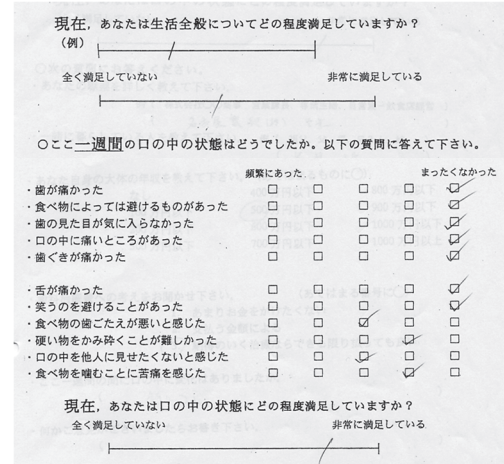 現在，あなたは生活全般についてどの程度満足していますか？
（例）
全く満足していない 非常に満足している
○ここ一週間の口の中の状態はどうでしたか。以下の質問に答えて下さい。
頻繁にあった まったくなかった
・歯が痛かった □ □ □ □ □
・食べ物によっては避けるものがあった □ □ □ □ □
・歯の見た目が気に入らなかった □ □ □ □ □
・口の中に痛いところがあった □ □ □ □ □
・歯ぐきが痛かった □ □ □ □ □
・舌が痛かった □ □ □ □ □
・笑うのを避けることがあった □ □ □ □ □
・食べ物の歯ごたえが悪いと感じた □ □ □ □ □
・硬い物をかみ砕くことが難しかった □ □ □ □ □
・口の中を他人に見せたくないと感じた □ □ □ □ □
・食べ物を噛むことに苦痛を感じた □ □ □ □ □
現在，あなたは口の中の状態にどの程度満足していますか？
全く満足していない 非常に満足している